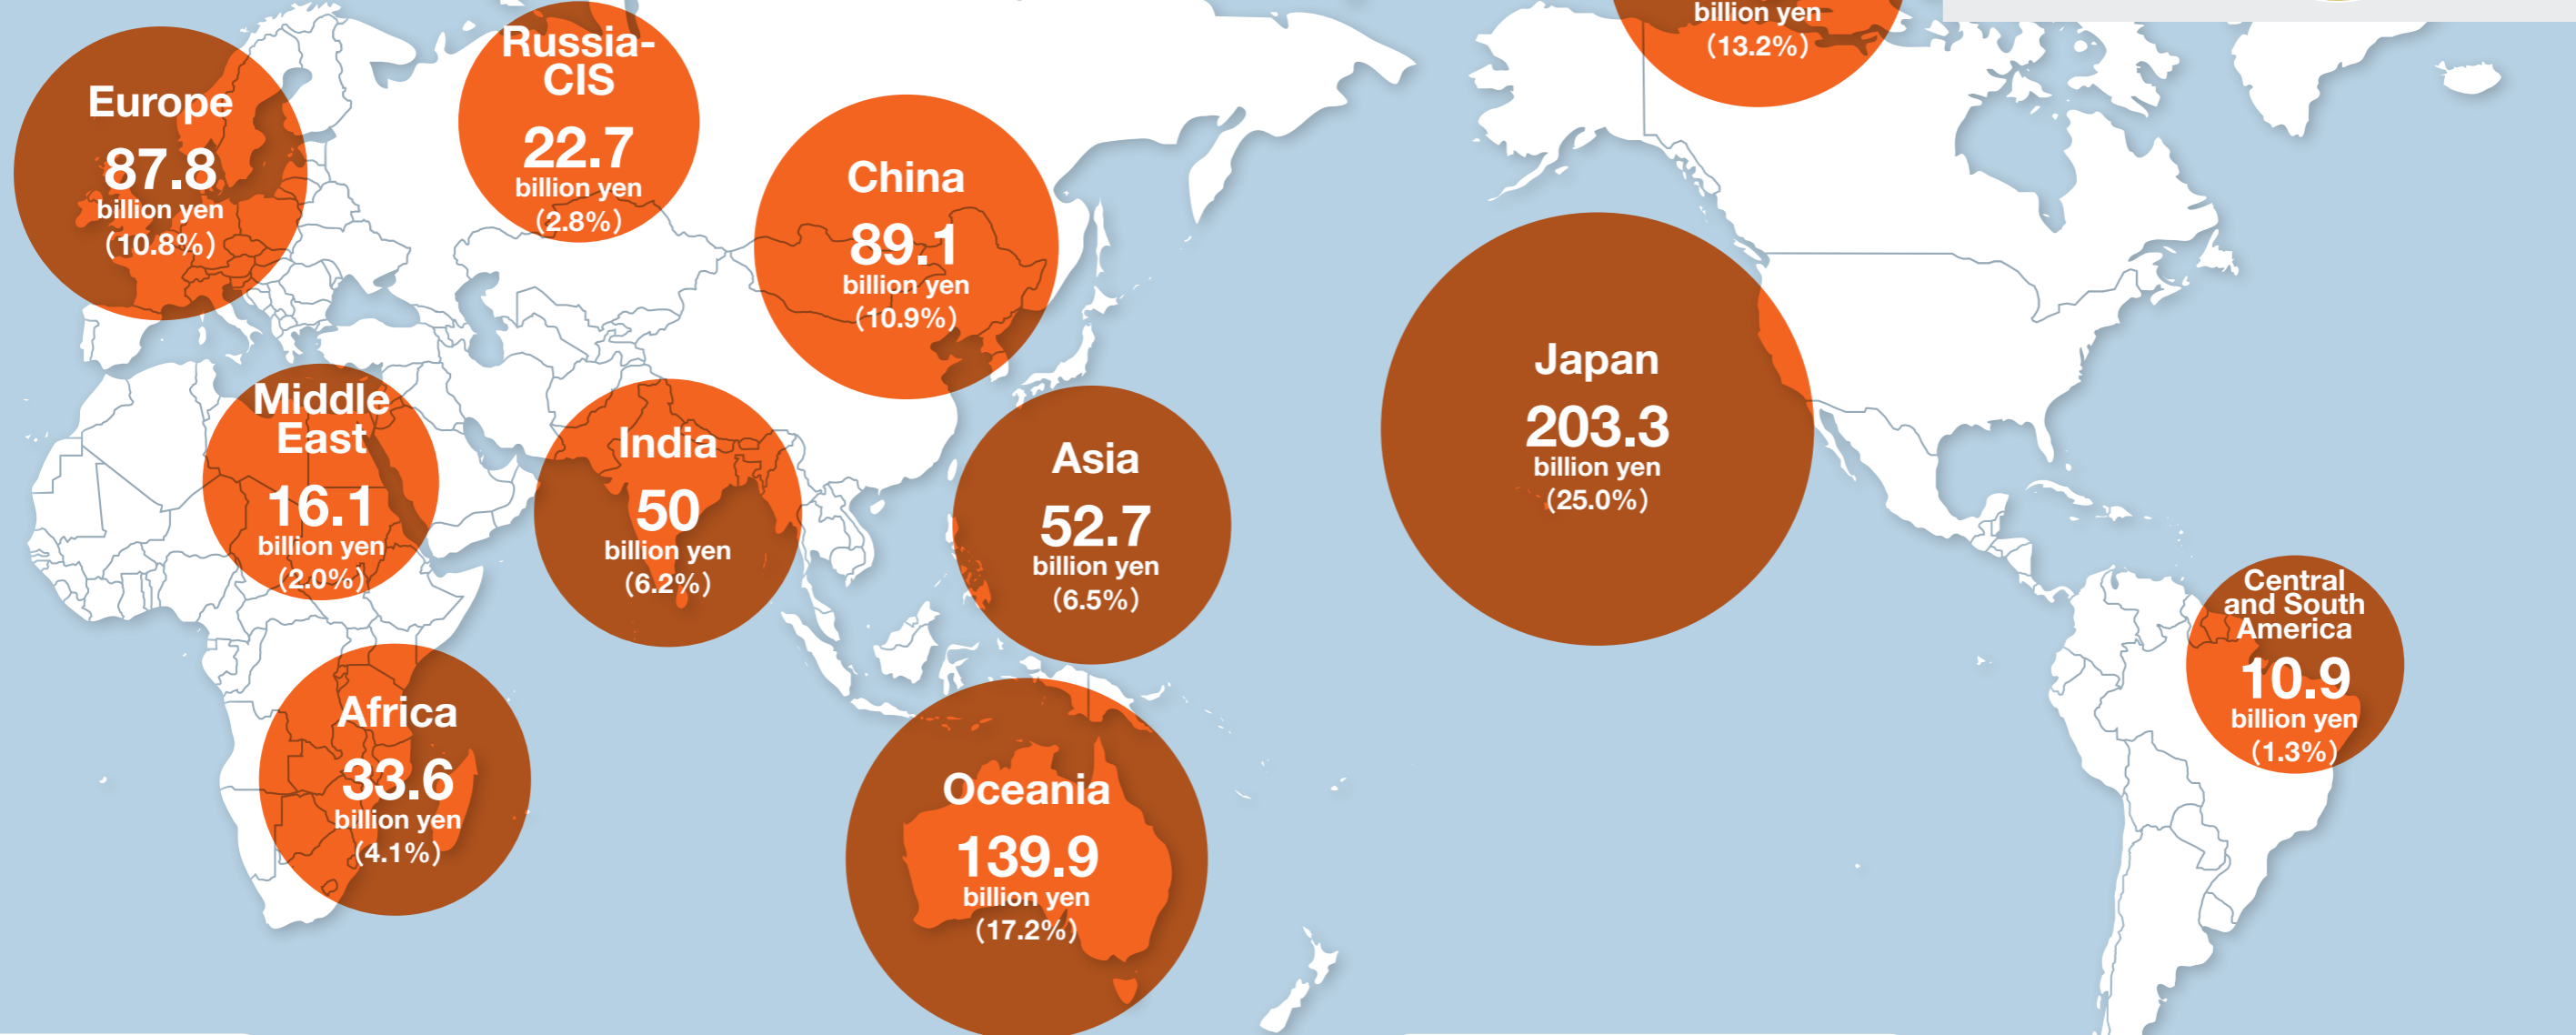 billion yen
(13.2%)
Russia-
CIS
22.7
billion yen
(2.8%)
Europe
87.8
billion yen
(10.8%)
China
89.1
billion yen
(10.9%)
Japan
203.3
billion yen
(25.0%)
Middle
East
16.1
billion yen
(2.0%)
India
50
billion yen
(6.2%)
Asia
52.7
billion yen
(6.5%)
Central
and South
America
10.9
billion yen
(1.3%)
Africa
33.6
billion yen
(4.1%)
Oceania
139.9
billion yen
(17.2%)